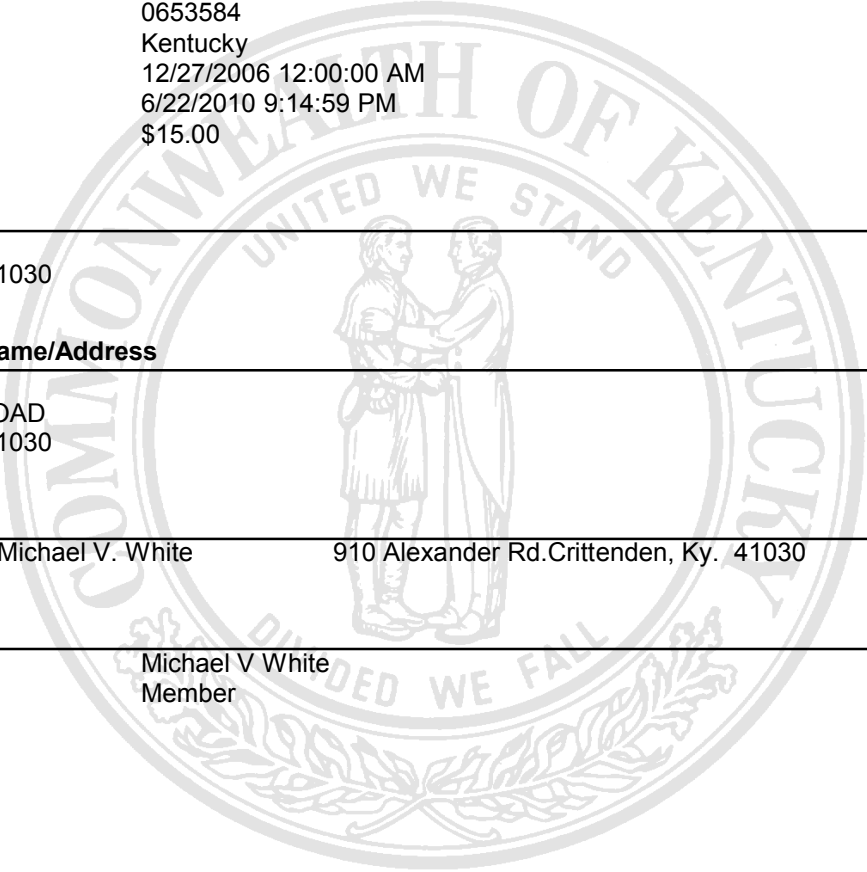 0653584
Kentucky
12/27/2006 12:00:00 AM
6/22/2010 9:14:59 PM
$15.00
COMMONWEALTH OF KENTUCKY
UNITED WE STAND
1030
ame/Address
OAD
1030
Michael V. White 910 Alexander Rd.Crittenden, Ky. 41030
DIVIDED WE FALL
Michael V White
Member